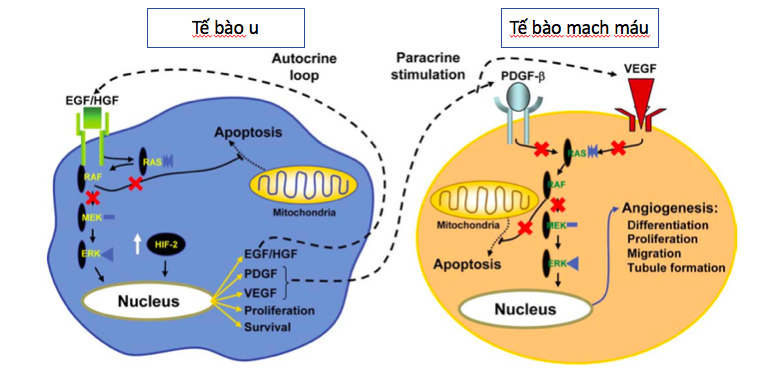 Tế bào u
Tế bào mạch máu
Autocrine
loop
Paracrine
stimulation
EGF/HGF
Apoptosis
RAS
RAF
Mitochondria
MEK
HIF-2
ERK
EGF/HGF
PDGF
VEGF
Proliferation
Survival
Nucleus
PDGF-β
VEGF
RAS
RAF
Mitochondria
MEK
Apoptosis
ERK
Nucleus
Angiogenesis:
Differentiation
Proliferation
Migration
Tubule formation